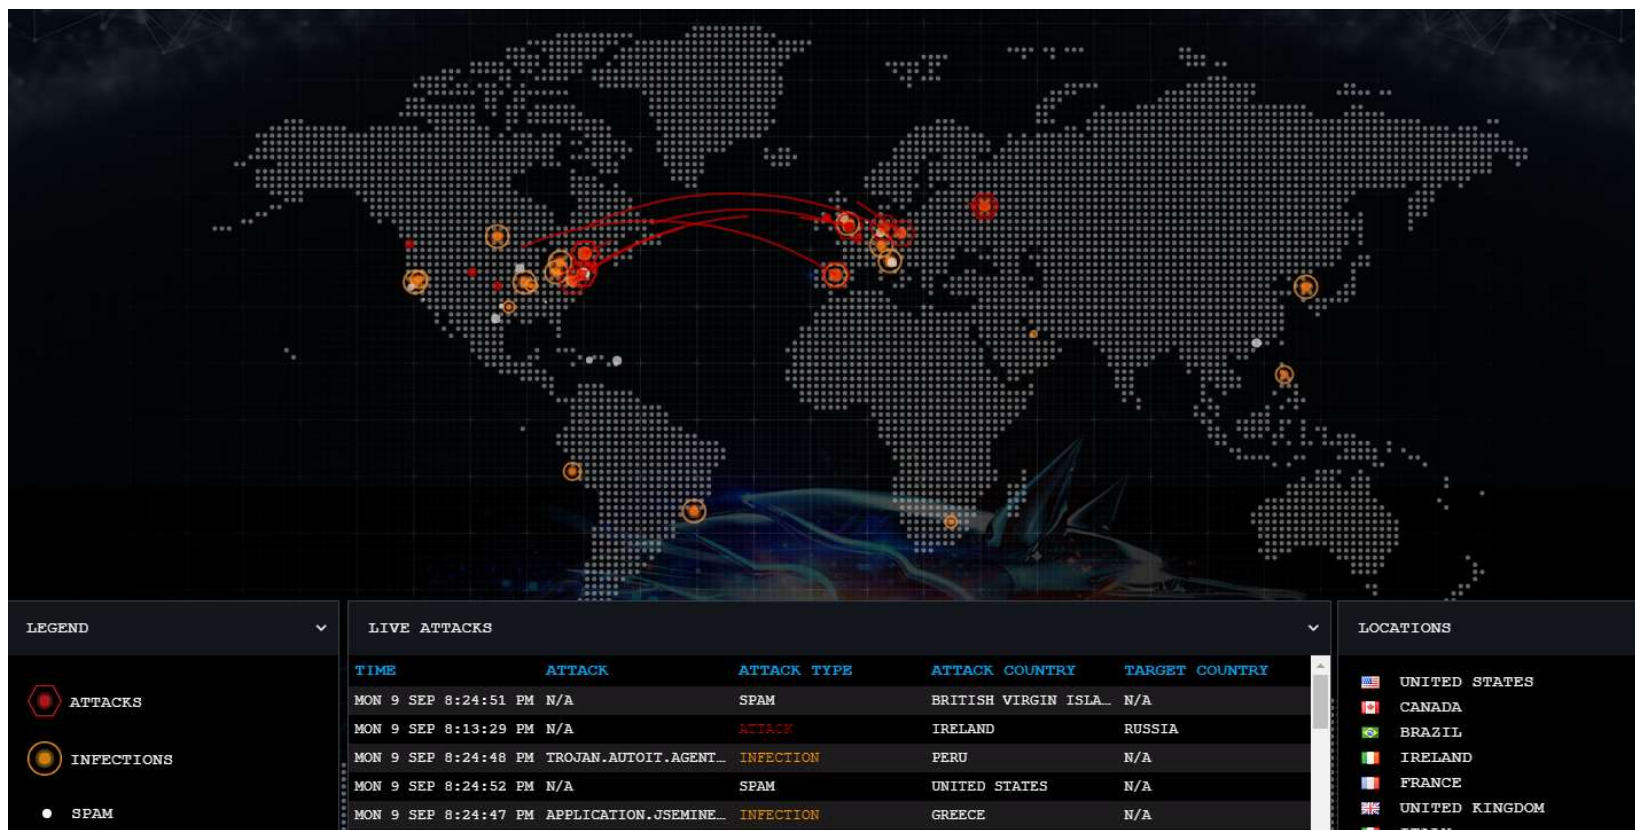 LEGEND
ATTACKS
INFECTIONS
SPAM
LIVE ATTACKS
TIME ATTACK ATTACK TYPE ATTACK COUNTRY TARGET COUNTRY
MON 9 SEP 8:24:51 PM N/A SPAM BRITISH VIRGIN ISLA… N/A
MON 9 SEP 8:13:29 PM N/A ATTACK IRELAND RUSSIA
MON 9 SEP 8:24:48 PM TROJAN.AUTOIT.AGENT… INFECTION PERU N/A
MON 9 SEP 8:24:52 PM N/A SPAM UNITED STATES N/A
MON 9 SEP 8:24:47 PM APPLICATION.JSEMINE… INFECTION GREECE N/A
LOCATIONS
UNITED STATES
CANADA
BRAZIL
IRELAND
FRANCE
UNITED KINGDOM